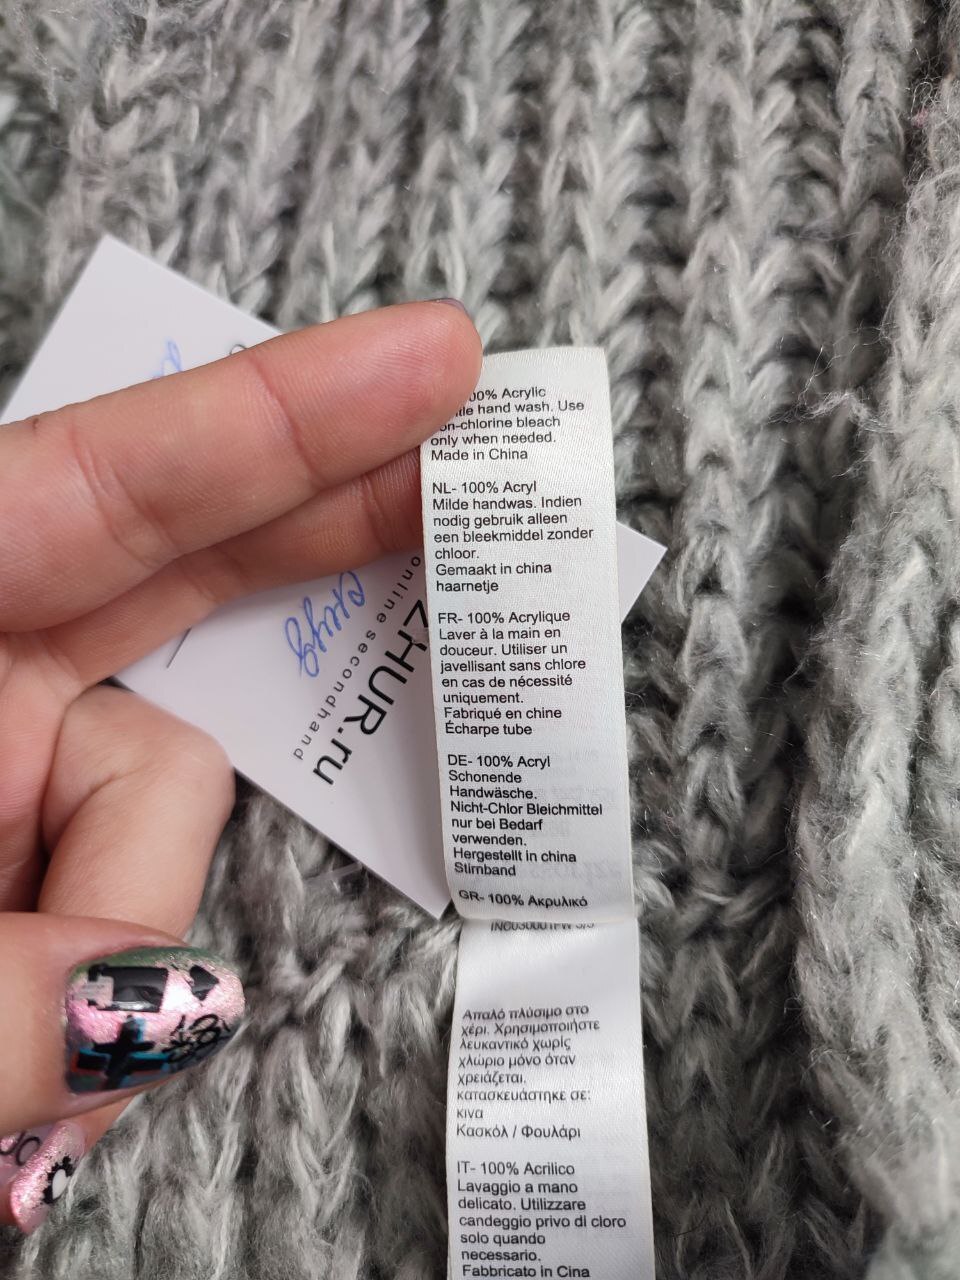 00% Acrylic
hand wash. Use
on-chlorine bleach
only when needed.
Made in China
NL- 100% Acryl
Milde handwas. Indien
nodig gebruik alleen
een bleekmiddel zonder
chloor.
Gemaakt in china
haarnetje
FR- 100% Acrylique
Laver à la main en
douceur. Utiliser un
javellisant sans chlore
en cas de nécessité
uniquement.
Fabriqué en chine
Écharpe tube
DE- 100% Acryl
Schonende
Handwäsche.
Nicht-Chlor Bleichmittel
nur bei Bedarf
verwenden.
Hergestellt in china
Stirnband
GR- 100% Ακρυλικό
Απαλό πλύσιμο στο
χέρι. Χρησιμοποιήστε
λευκαντικό χωρίς
χλώριο μόνο όταν
χρειάζεται.
κατασκευάστηκε σε:
κινα
Κασκόλ / Φουλάρι
IT- 100% Acrilico
Lavaggio a mano
delicato. Utilizzare
candeggio privo di cloro
solo quando
necessario.
Fabbricato in Cina
ZHUR.ru
online secondhand
снуд